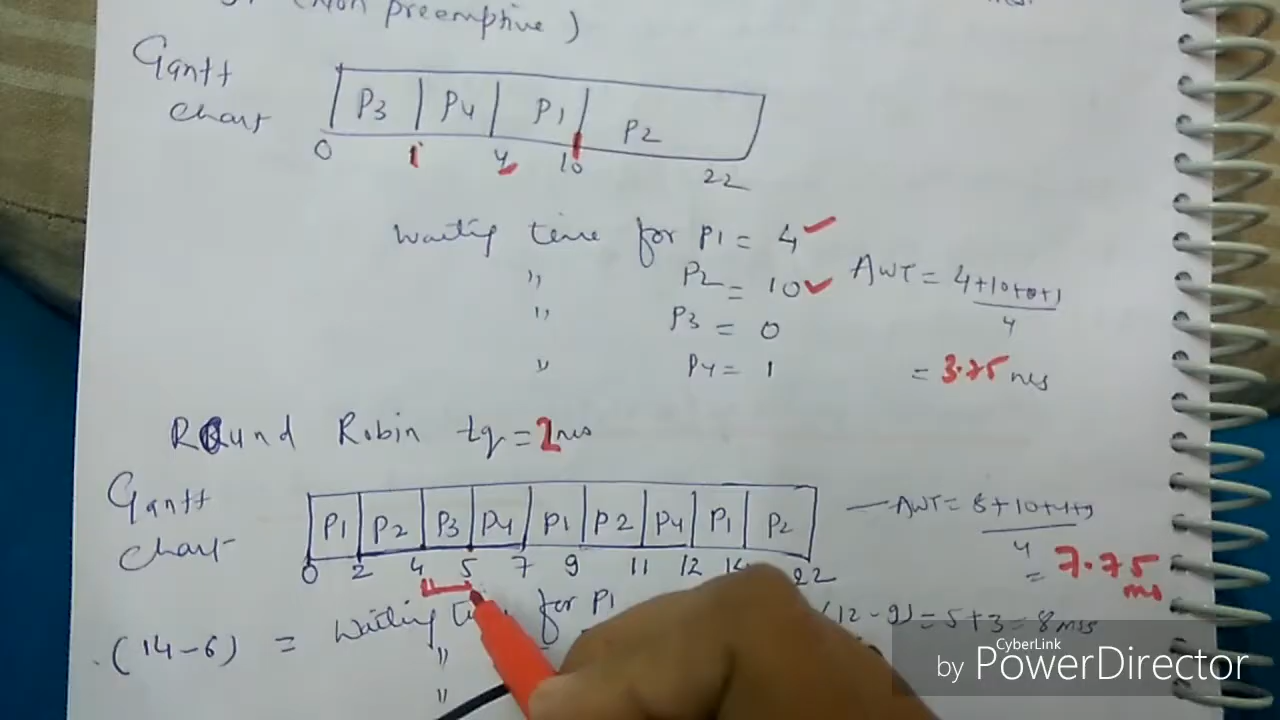 (Non preemptive)
Gantt
chart
P3 P4 P1 P2
0 1 4 10 22
Waiting time for P1 = 4
" P2 = 10
" P3 = 0
" P4 = 1
AWT = 4+10+0+1
4
= 3.75 ms
Round Robin tq = 2ms
Gantt
chart
P1 P2 P3 P4 P1 P2 P4 P1 P2
0 2 4 5 7 9 11 12 14 22
AWT = 8+10+4+9
4
= 7.75
ms
(14-6) = Waiting time for P1
(12-9) = 5+3 = 8ms
"
"
CyberLink
by PowerDirector